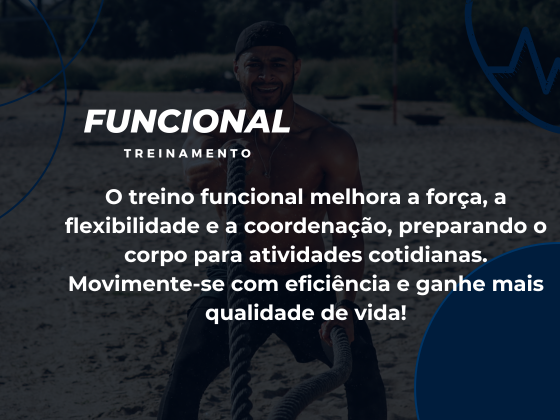 FUNCIONAL
TREINAMENTO
O treino funcional melhora a força, a
flexibilidade e a coordenação, preparando o
corpo para atividades cotidianas.
Movimente-se com eficiência e ganhe mais
qualidade de vida!